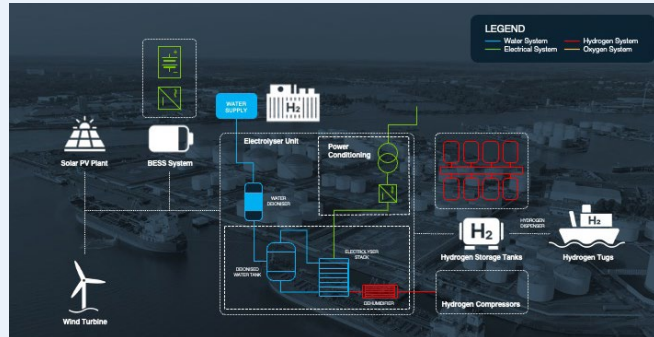 LEGEND
Water System
Hydrogen System
Electrical System
Oxygen System
WATER
SUPPLY
H2
Solar PV Plant
BESS System
Electrolyser Unit
Power
Conditioning
WATER
DEIONISER
DEIONISED
WATER TANK
ELECTROLYSER
STACK
DEHUMIDIFIER
H2
HYDROGEN
DISPENSER
H2
Hydrogen Storage Tanks
Hydrogen Tugs
Wind Turbine
Hydrogen Compressors